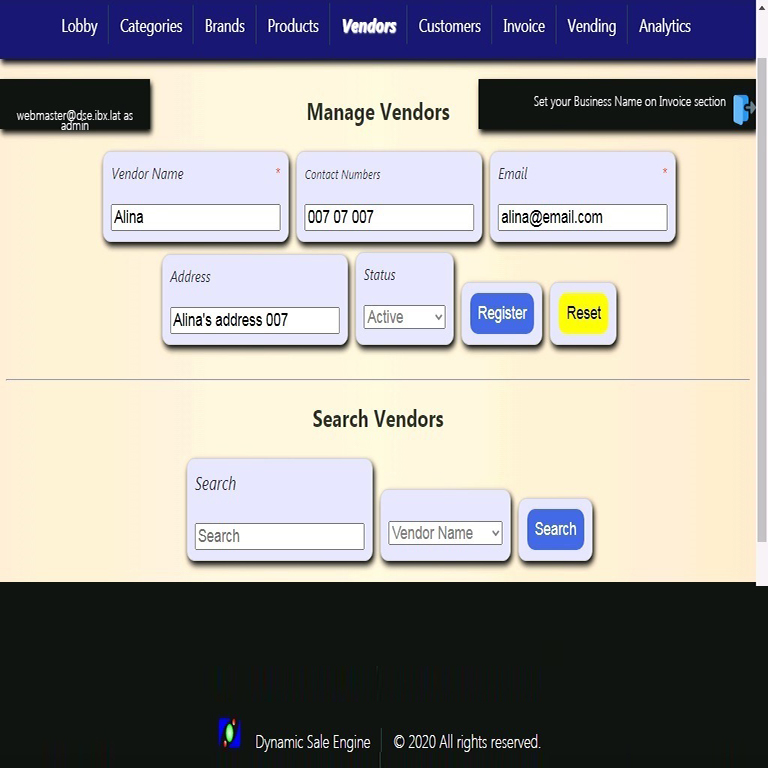 Lobby Categories Brands Products Vendors Customers Invoice Vending Analytics
webmaster@dse.ibx.lat as
admin
Set your Business Name on Invoice section
Manage Vendors
Vendor Name * Contact Numbers Email *
Alina 007 07 007 alina@email.com
Address Status
Alina's address 007 Active Register Reset
Search Vendors
Search
Search Vendor Name Search
Dynamic Sale Engine © 2020 All rights reserved.